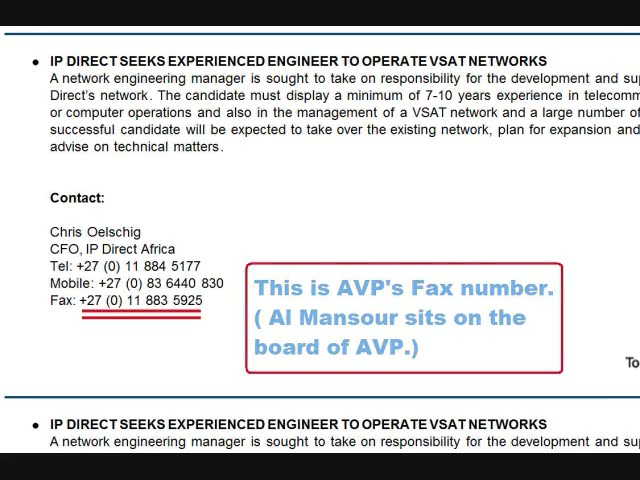 IP DIRECT SEEKS EXPERIENCED ENGINEER TO OPERATE VSAT NETWORKS
A network engineering manager is sought to take on responsibility for the development and su
Direct's network. The candidate must display a minimum of 7-10 years experience in telecomm
or computer operations and also in the management of a VSAT network and a large number of
successful candidate will be expected to take over the existing network, plan for expansion and
advise on technical matters.
Contact:
Chris Oelschig
CFO, IP Direct Africa
Tel: +27 (0) 11 884 5177
Mobile: +27 (0) 83 6440 830
Fax: +27 (0) 11 883 5925
This is AVP's Fax number.
( Al Mansour sits on the
board of AVP.)
To
IP DIRECT SEEKS EXPERIENCED ENGINEER TO OPERATE VSAT NETWORKS
A network engineering manager is sought to take on responsibility for the development and su